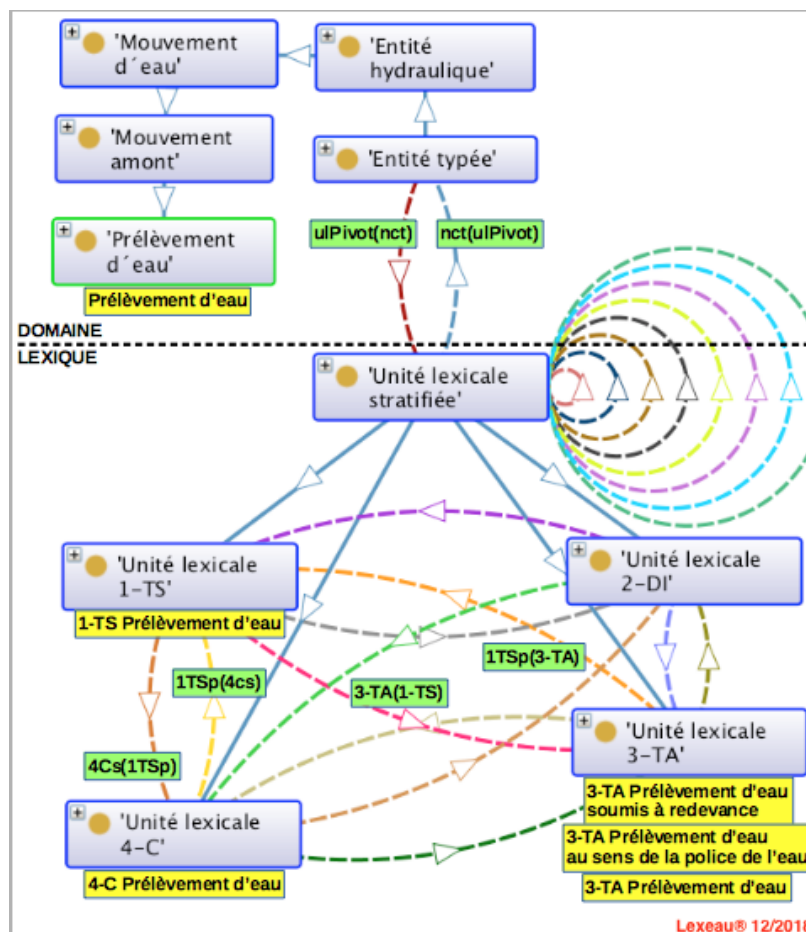 'Mouvement
d´eau'
'Entité
hydraulique'
'Mouvement
amont'
'Entité typée'
'Prélèvement
d´eau'
Prélèvement d'eau
ulPivot(nct)
nct(ulPivot)
DOMAINE
LEXIQUE
'Unité lexicale
stratifiée'
'Unité lexicale
1-TS'
1-TS Prélèvement d'eau
'Unité lexicale
2-DI'
1TSp(4cs)
3-TA(1-TS)
1TSp(3-TA)
4Cs(1TSp)
'Unité lexicale
3-TA'
3-TA Prélèvement d'eau
soumis à redevance
3-TA Prélèvement d'eau
au sens de la police de l'eau
3-TA Prélèvement d'eau
'Unité lexicale
4-C'
4-C Prélèvement d'eau
Lexeau® 12/2018